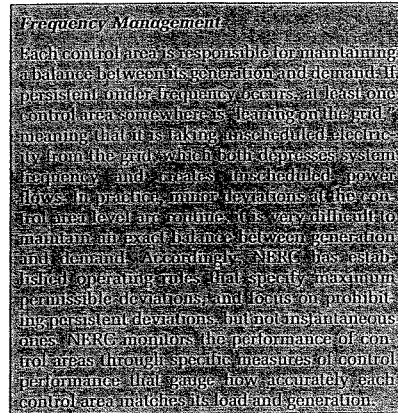 Frequency Management
Each control area is responsible for maintaining
a balance between its generation and demand. If
persistent under-frequency occurs, at least one
control area somewhere is "leaning on the grid,"
meaning that it is taking unscheduled electric-
ity from the grid, which both depresses system
frequency and creates unscheduled power
flows. In practice, minor deviations at the con-
trol area level are routine; it is very difficult to
maintain an exact balance between generation
and demand. Accordingly, NERC has estab-
lished operating rules that specify maximum
permissible deviations, and focus on prohibit-
ing persistent deviations, but not instantaneous
ones. NERC monitors the performance of con-
trol areas through specific measures of control
performance that gauge how accurately each
control area matches its load and generation.